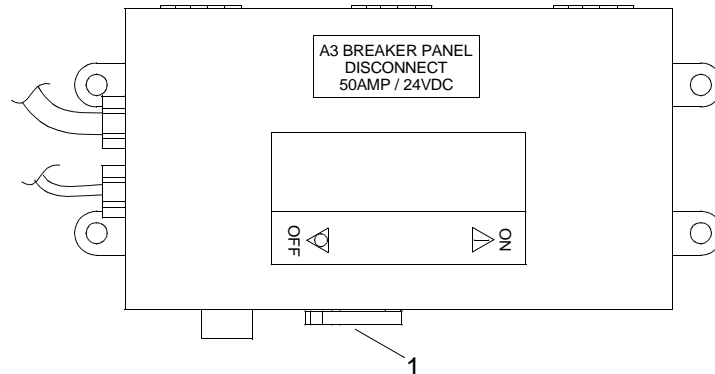 A3 BREAKER PANEL
DISCONNECT
50AMP / 24VDC
OFF
ON
1